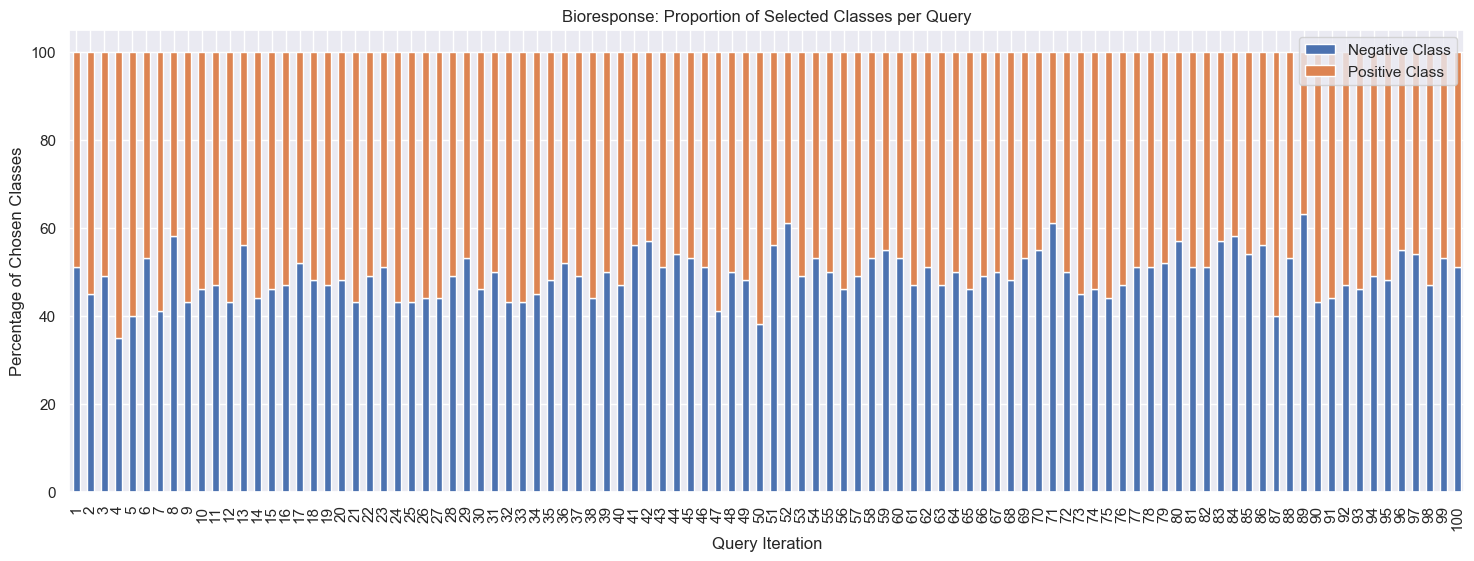 Bioresponse: Proportion of Selected Classes per Query
Negative Class
Positive Class
Percentage of Chosen Classes
100
80
60
40
20
0
1 2 3 4 5 6 7 8 9 10 11 12 13 14 15 16 17 18 19 20 21 22 23 24 25 26 27 28 29 30 31 32 33 34 35 36 37 38 39 40 41 42 43 44 45 46 47 48 49 50 51 52 53 54 55 56 57 58 59 60 61 62 63 64 65 66 67 68 69 70 71 72 73 74 75 76 77 78 79 80 81 82 83 84 85 86 87 88 89 90 91 92 93 94 95 96 97 98 99 100
Query Iteration